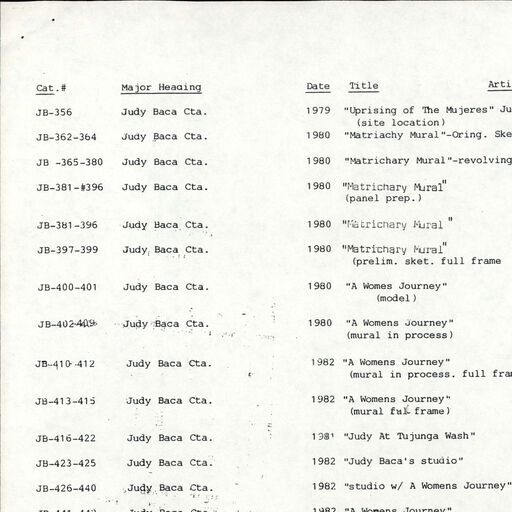 Cat.# Major Heading Date Title Arti
JB-356 Judy Baca Cta. 1979 "Uprising of The Mujeres" Ju
(site location)
JB-362-364 Judy Baca Cta. 1980 "Matriachy Mural"-Oring. Ske
JB -365-380 Judy Baca Cta. 1980 "Matrichary Mural"-revolving
JB-381-#396 Judy Baca Cta. 1980 "Matrichary Mural"
(panel prep.)
JB-381-396 Judy Baca Cta. 1980 "Matrichary Mural "
JB-397-399 Judy Baca Cta. 1980 "Matrichary Mural"
(prelim. sket. full frame
JB-400-401 Judy Baca Cta. 1980 "A Womes Journey"
(model)
JB-402-409 Judy Baca Cta. 1980 "A Womens Journey"
(mural in process)
JB-410-412 Judy Baca Cta. 1982 "A Womens Journey"
(mural in process. full fram
JB-413-415 Judy Baca Cta. 1982 "A Womens Journey"
(mural ful frame)
JB-416-422 Judy Baca Cta. 1981 "Judy At Tujunga Wash"
JB-423-425 Judy Baca Cta. 1982 "Judy Baca's studio"
JB-426-440 Judy Baca Cta. 1982 "studio w/ A Womens Journey"
Judy Baca Cta. 1982 "A Womens Journey"